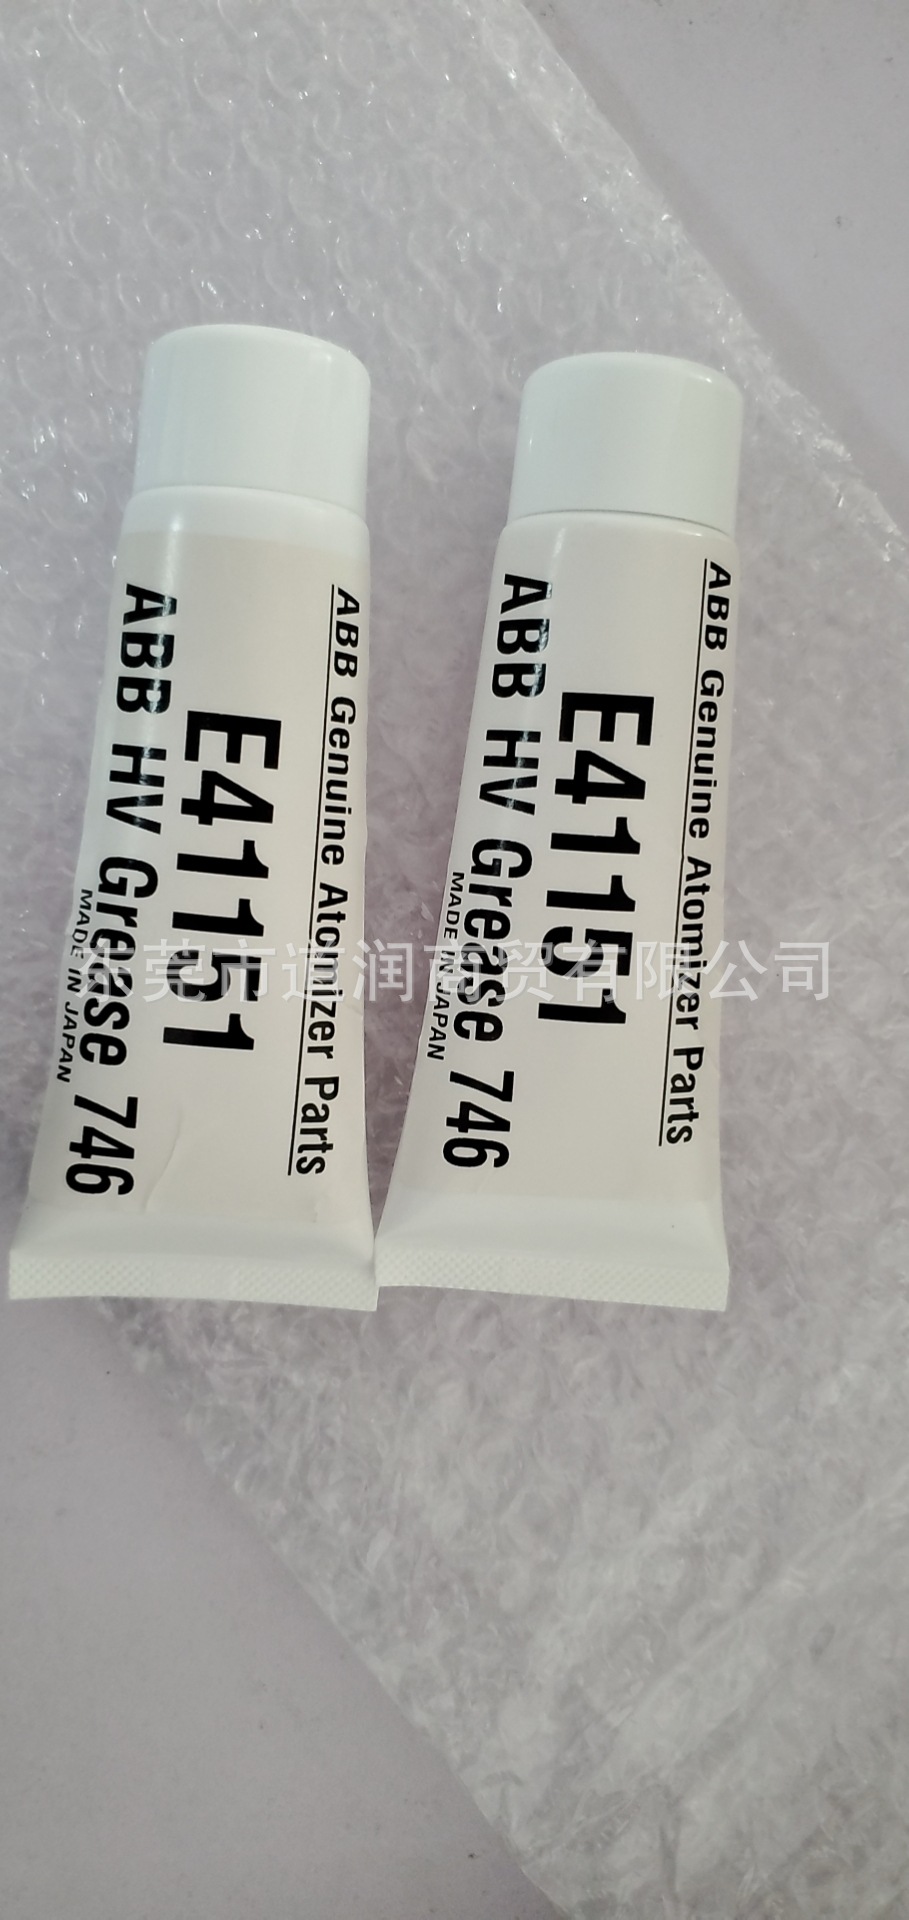 ABB Genuine Atomizer Parts
E41151
ABB HV Grease 746
MADE IN JAPAN
ABB Genuine Atomizer Parts
E41151
ABB HV Grease 746
MADE IN JAPAN
东莞市道润商贸有限公司